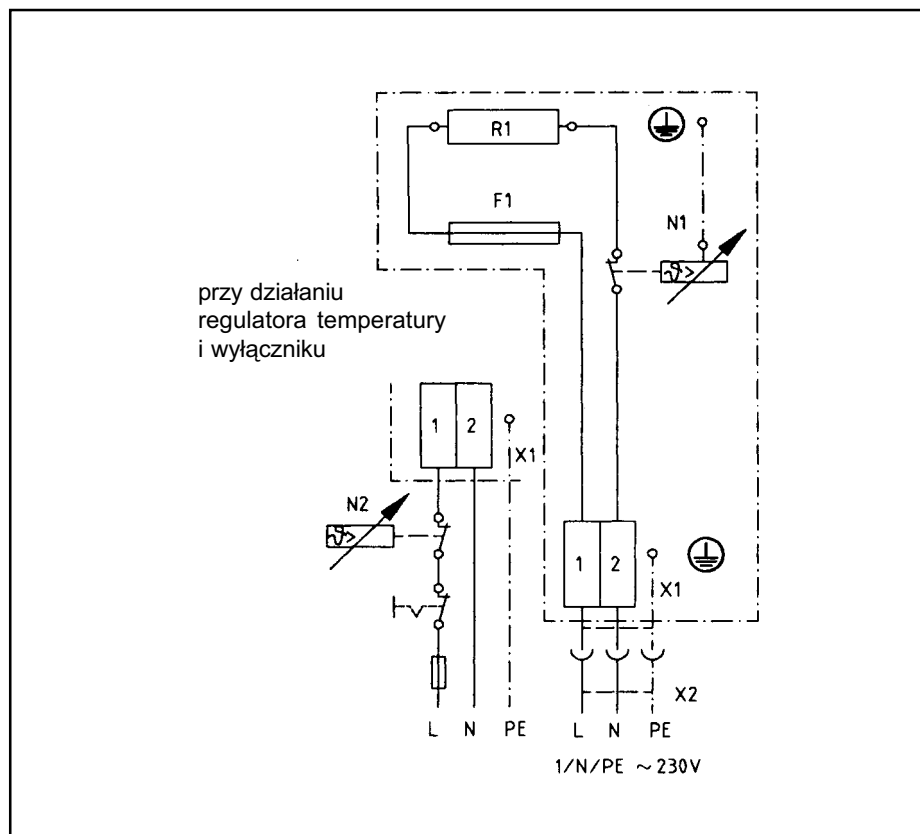 R1
F1
N1
przy działaniu
regulatora temperatury
i wyłączniku
1 2
X1
N2
1 2
X1
X2
L N PE
L N PE
1/N/PE ~ 230V